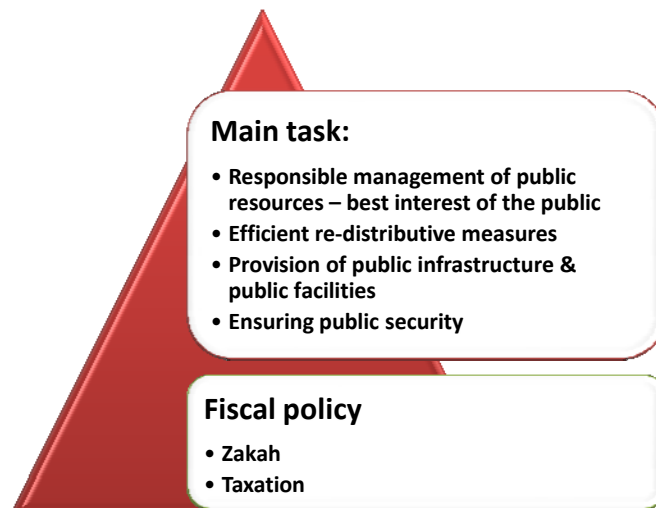 Main task:
• Responsible management of public
resources – best interest of the public
• Efficient re-distributive measures
• Provision of public infrastructure &
public facilities
• Ensuring public security
Fiscal policy
• Zakah
• Taxation